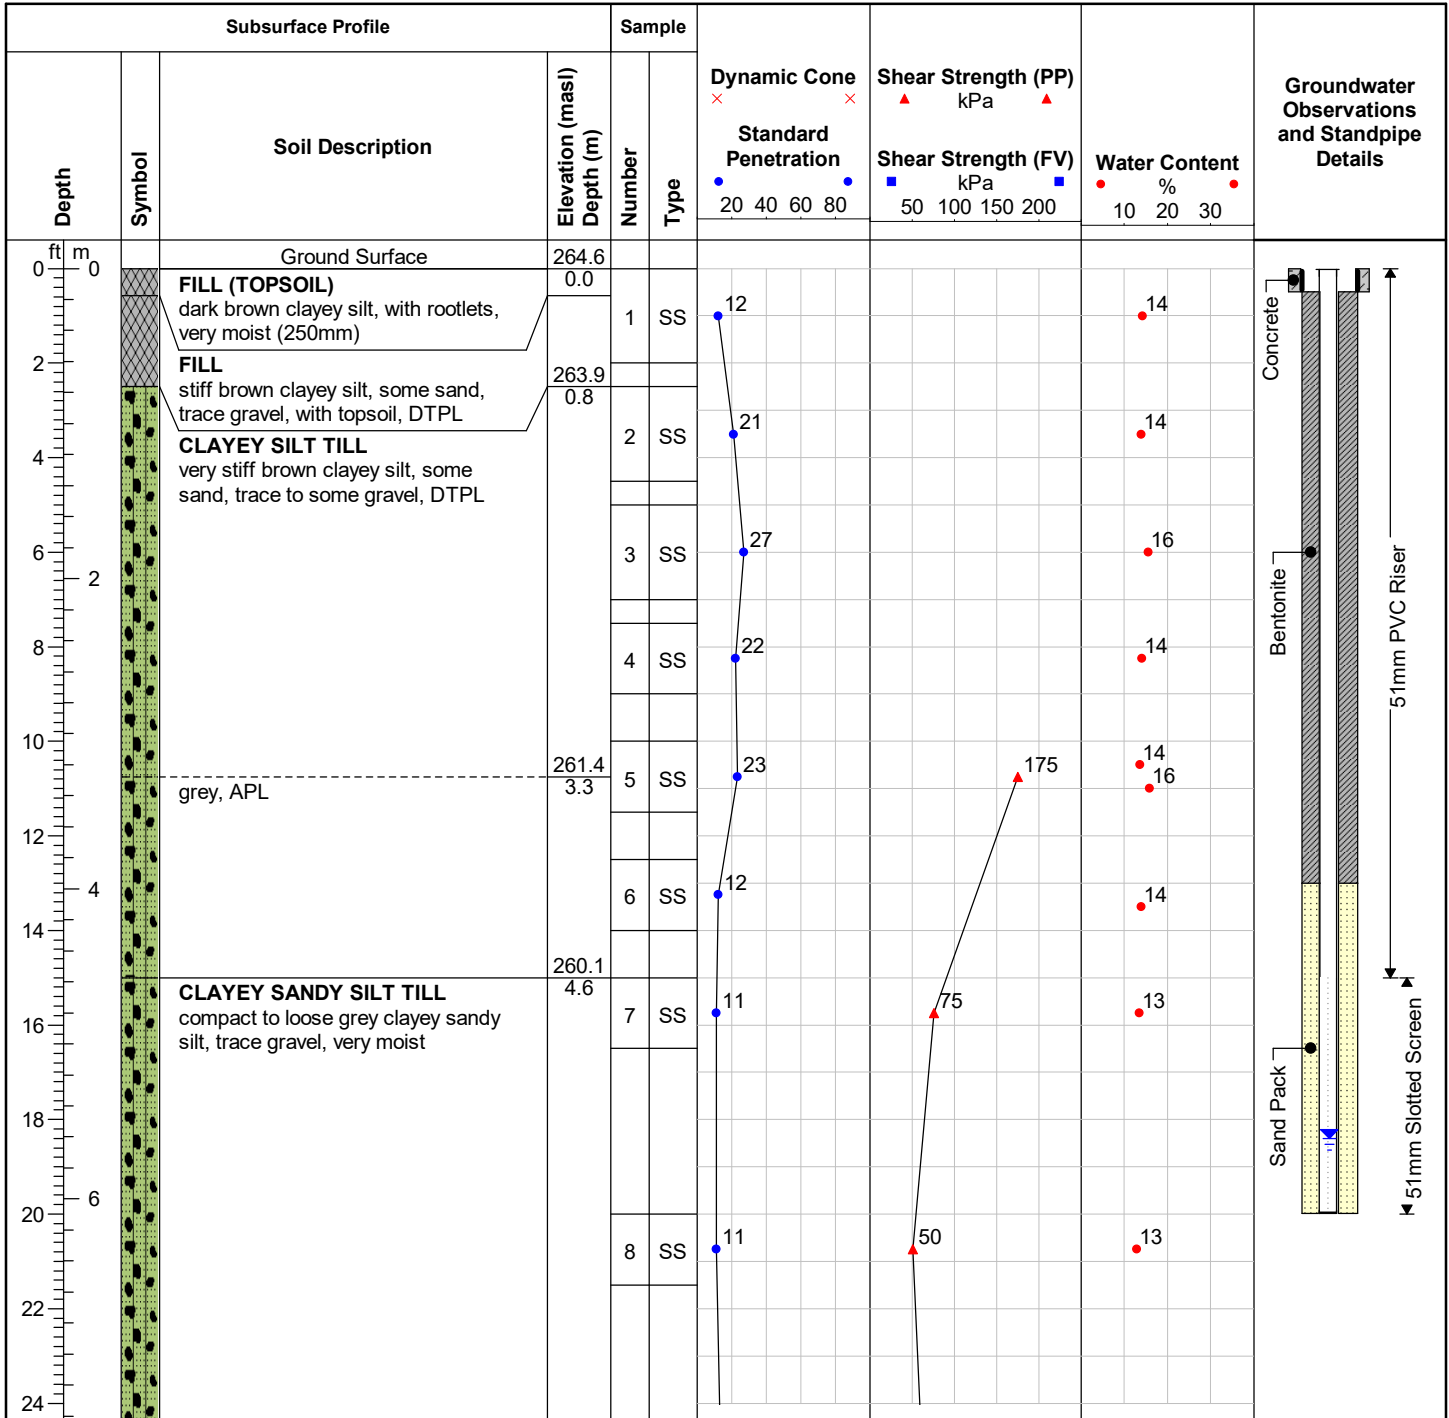 Subsurface Profile
Sample
Depth
Symbol
Soil Description
Elevation (masl)
Depth (m)
Number
Type
Dynamic Cone
Standard
Penetration
20 40 60 80
Shear Strength (PP)
kPa
Shear Strength (FV)
kPa
50 100 150 200
Water Content
%
10 20 30
Groundwater
Observations
and Standpipe
Details
ft m
Ground Surface
264.6
0 0
0.0
FILL (TOPSOIL)
dark brown clayey silt, with rootlets,
very moist (250mm)
1 SS
12
14
Concrete
2
FILL
263.9
stiff brown clayey silt, some sand,
trace gravel, with topsoil, DTPL
0.8
2 SS
21
14
CLAYEY SILT TILL
4
very stiff brown clayey silt, some
sand, trace to some gravel, DTPL
3 SS
27
16
6
2
Bentonite
51mm PVC Riser
8
4 SS
22
14
10
261.4
3.3
grey, APL
5 SS
23
175
14
16
12
4
6 SS
12
14
14
260.1
4.6
CLAYEY SANDY SILT TILL
compact to loose grey clayey sandy
silt, trace gravel, very moist
7 SS
11
75
13
16
Sand Pack
51mm Slotted Screen
18
6
20
8 SS
11
50
13
22
24